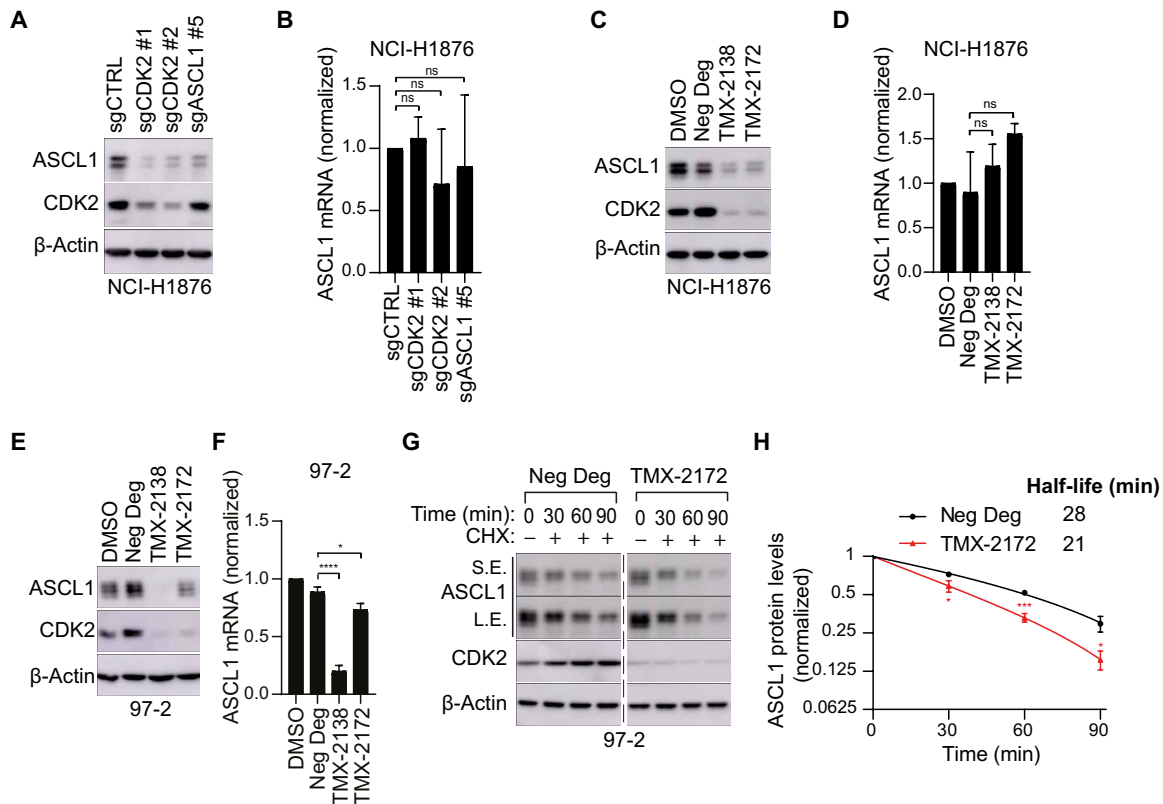 A
sgCTRL
sgCDK2 #1
sgCDK2 #2
sgASCL1 #5
ASCL1
CDK2
β-Actin
NCI-H1876
B
NCI-H1876
ASCL1 mRNA (normalized)
1.5
1.0
0.5
0.0
ns
ns
ns
sgCTRL
sgCDK2 #1
sgCDK2 #2
sgASCL1 #5
C
DMSO
Neg Deg
TMX-2138
TMX-2172
ASCL1
CDK2
β-Actin
NCI-H1876
D
NCI-H1876
ASCL1 mRNA (normalized)
2.0
1.5
1.0
0.5
0.0
ns
ns
DMSO
Neg Deg
TMX-2138
TMX-2172
E
DMSO
Neg Deg
TMX-2138
TMX-2172
ASCL1
CDK2
β-Actin
97-2
F
97-2
ASCL1 mRNA (normalized)
1.5
1.0
0.5
0.0
*
****
DMSO
Neg Deg
TMX-2138
TMX-2172
G
Neg Deg TMX-2172
Time (min): 0 30 60 90 0 30 60 90
CHX: − + + + − + + +
S.E.
ASCL1
L.E.
CDK2
β-Actin
97-2
H
Half-life (min)
Neg Deg 28
TMX-2172 21
ASCL1 protein levels
(normalized)
1
0.5
0.25
0.125
0.0625
*
***
*
0 30 60 90
Time (min)